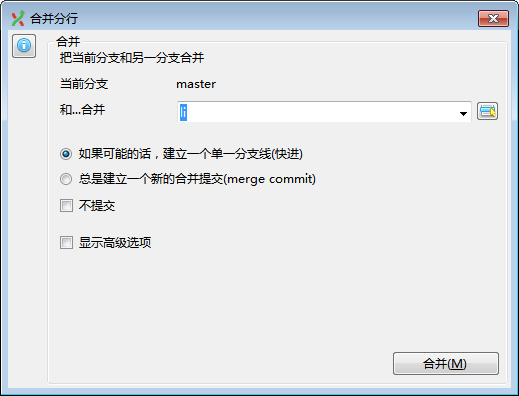 合并分行
合并
把当前分支和另一分支合并
当前分支 master
和...合并 li
如果可能的话，建立一个单一分支线(快进)
总是建立一个新的合并提交(merge commit)
不提交
显示高级选项
合并(M)